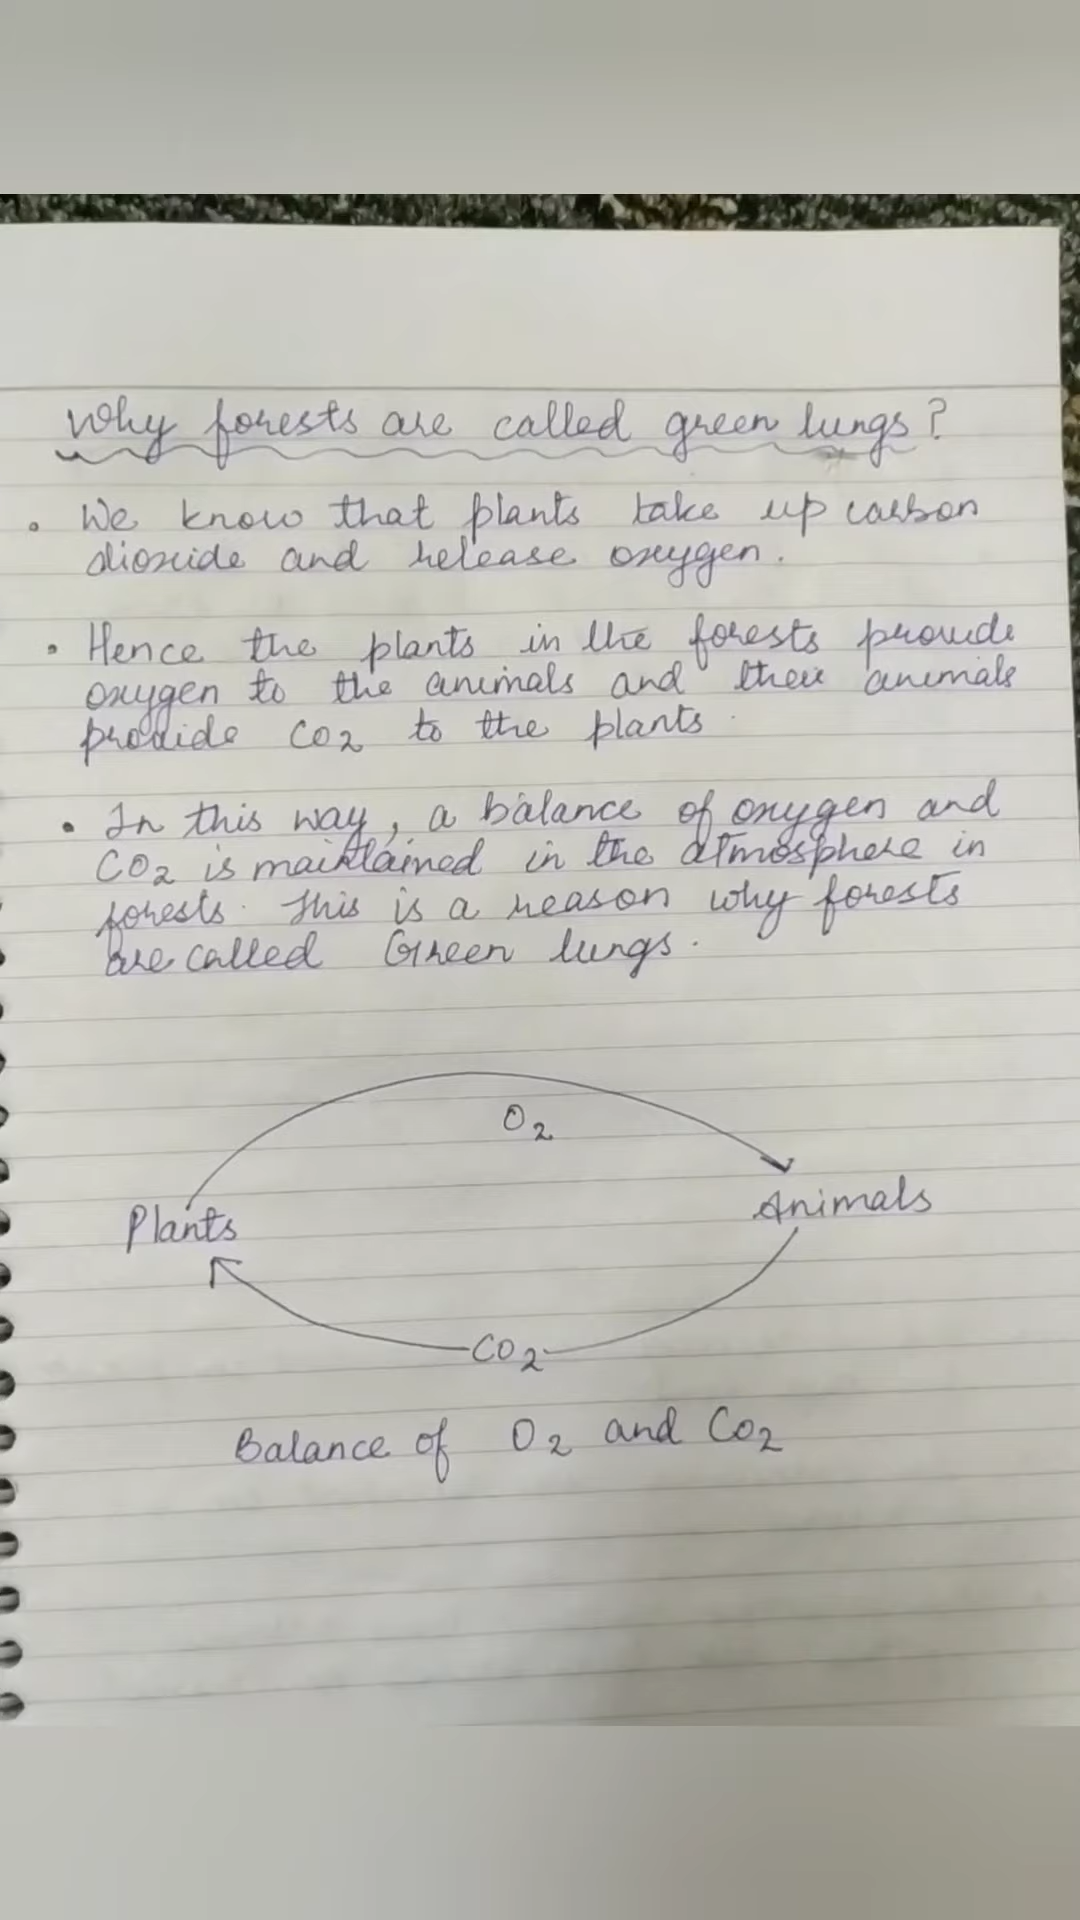 Why forests are called green lungs?
• We know that plants take up carbon
dioxide and release oxygen.
• Hence the plants in the forests provide
oxygen to the animals and their animals
provide CO2 to the plants.
• In this way, a balance of oxygen and
CO2 is maintained in the atmosphere in
forests. This is a reason why forests
are called Green lungs.
O2
Plants
Animals
CO2
Balance of O2 and CO2